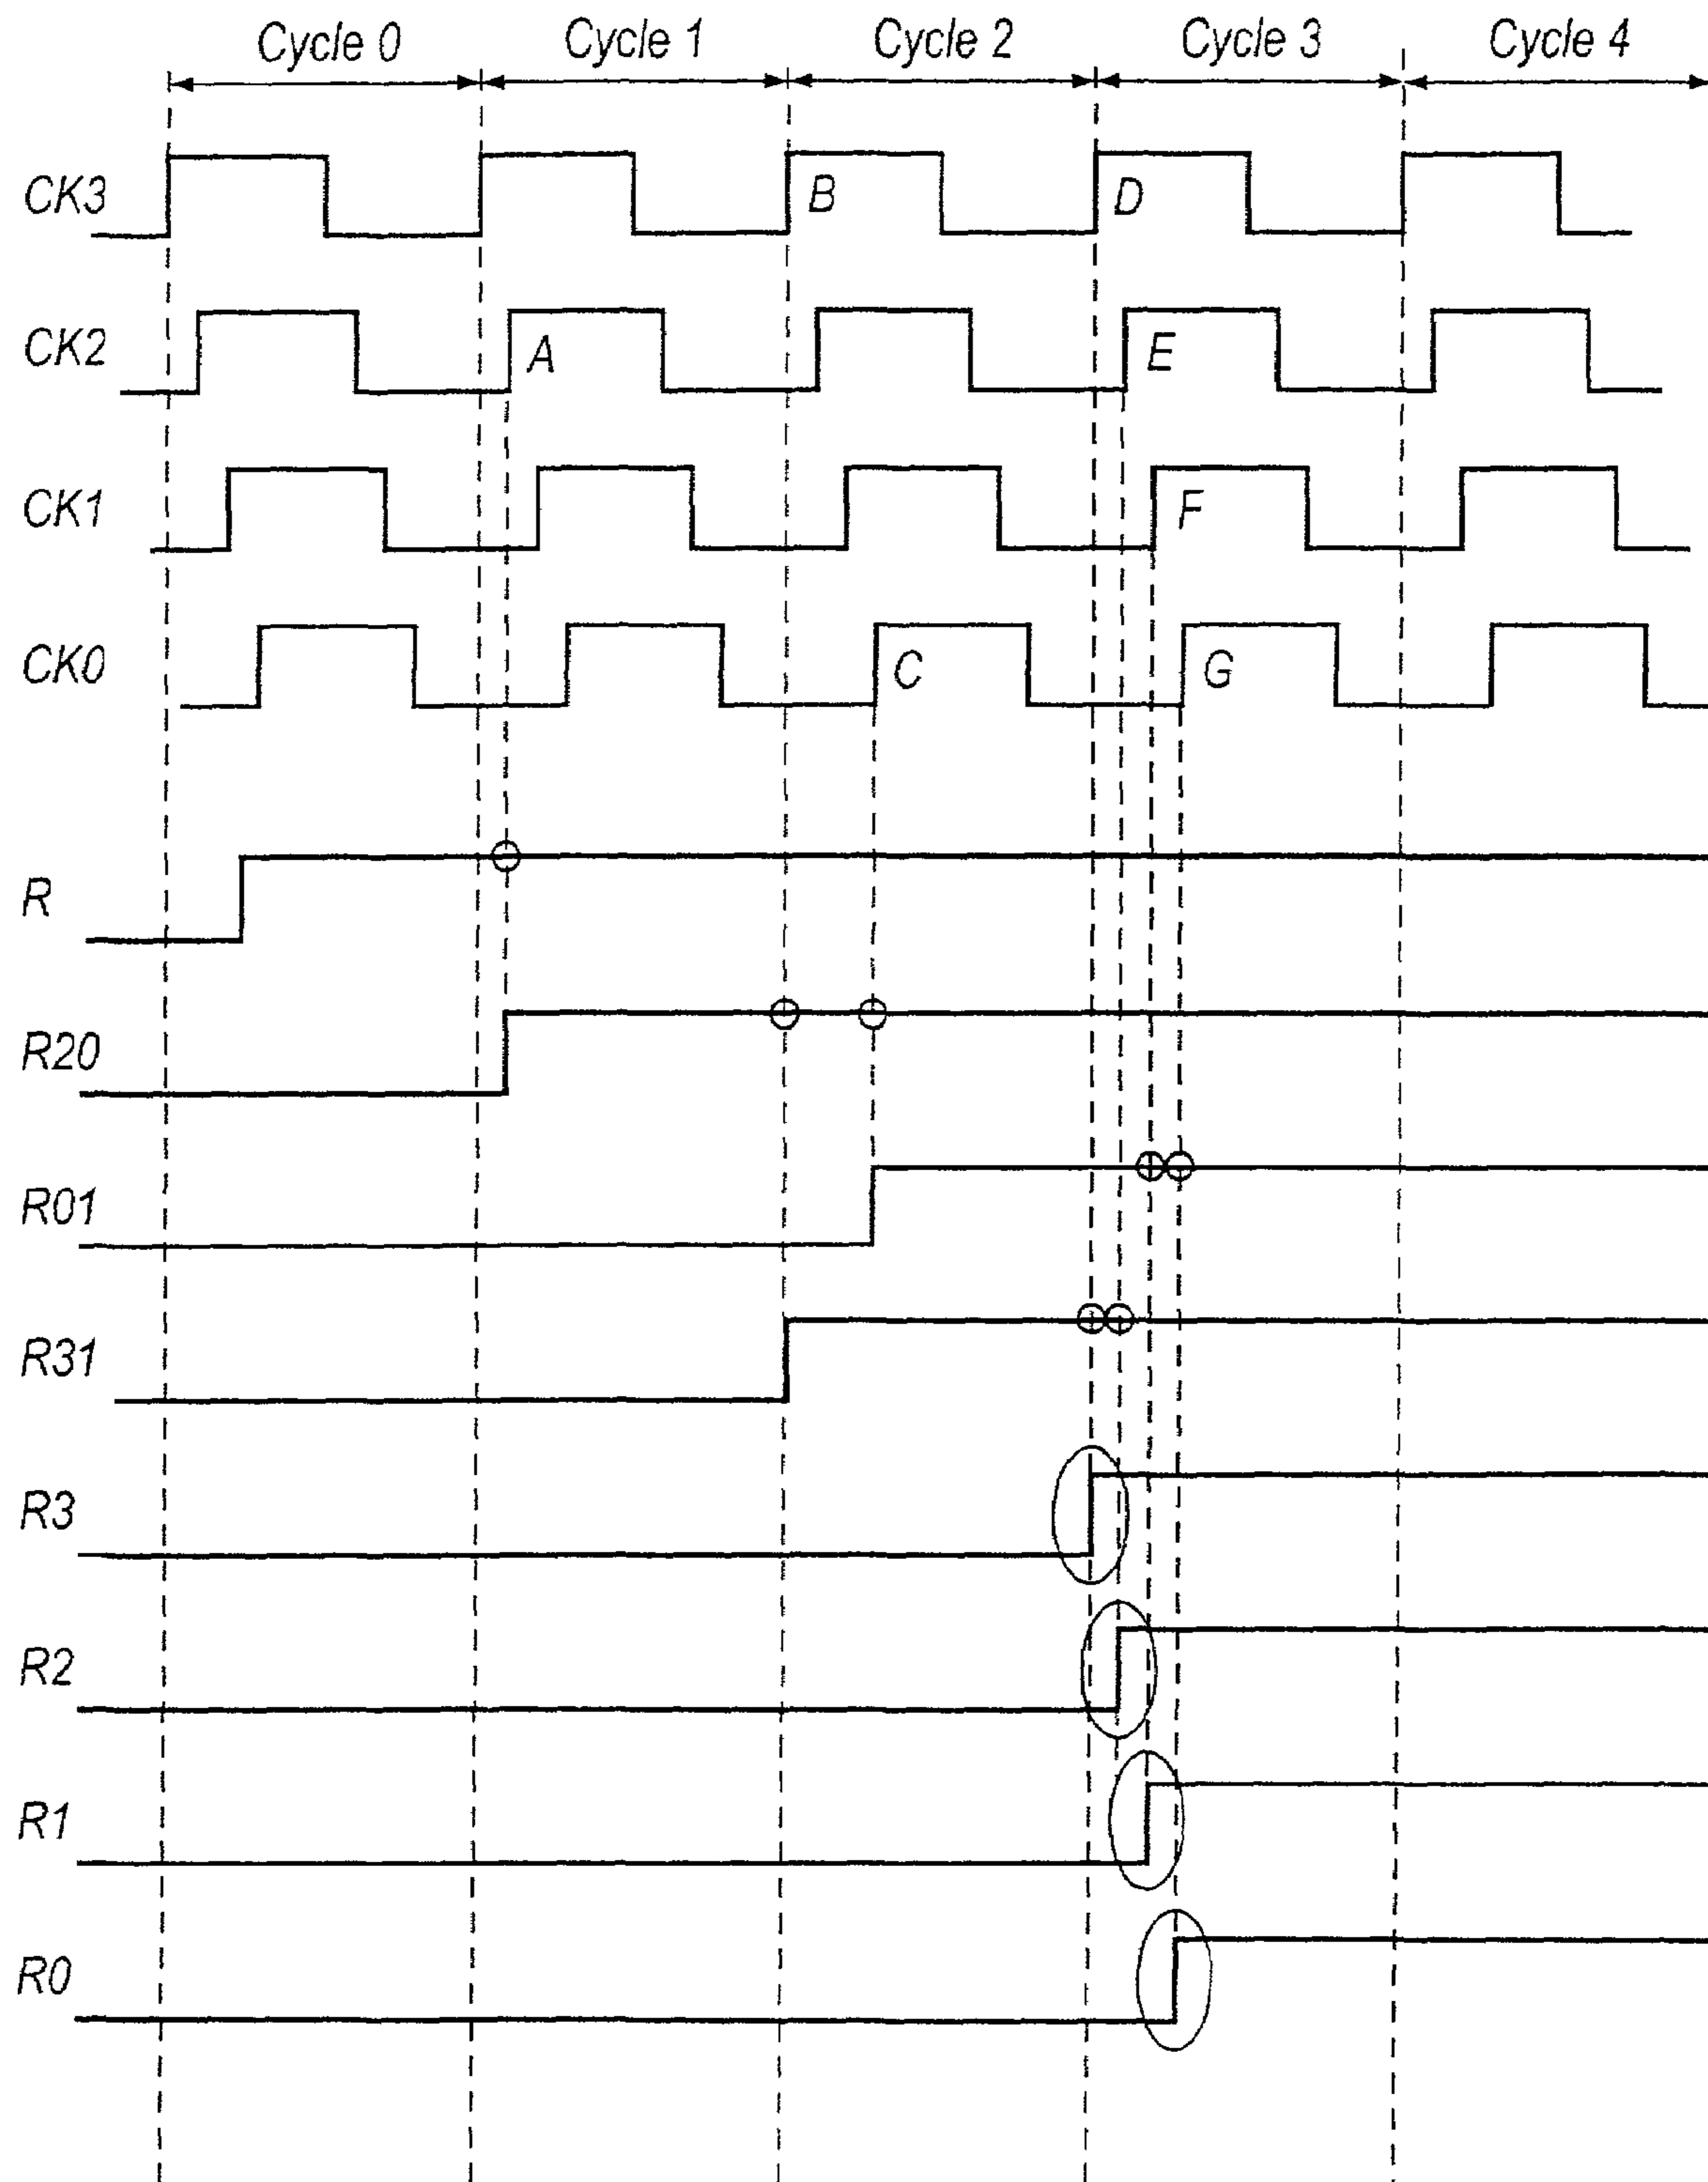 Cycle 0 Cycle 1 Cycle 2 Cycle 3 Cycle 4
CK3 B D
CK2 A E
CK1 F
CK0 C G
R
R20
R01
R31
R3
R2
R1
R0